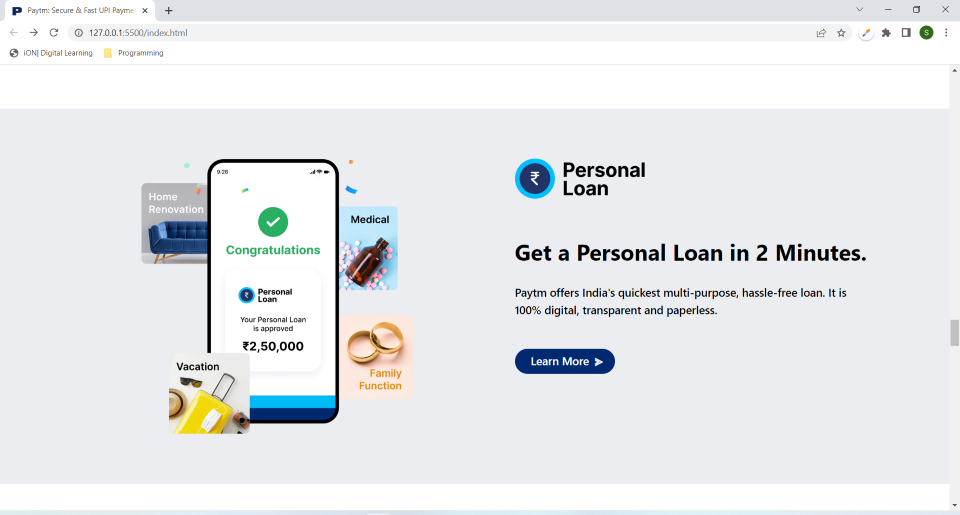 Paytm: Secure & Fast UPI Payme
127.0.0.1:5500/index.html
S
iON| Digital Learning
Programming
9:26
Home
Renovation
Medical
Congratulations
₹
Personal
Loan
Your Personal Loan
is approved
₹2,50,000
Vacation
Family
Function
₹
Personal
Loan
Get a Personal Loan in 2 Minutes.
Paytm offers India's quickest multi-purpose, hassle-free loan. It is
100% digital, transparent and paperless.
Learn More